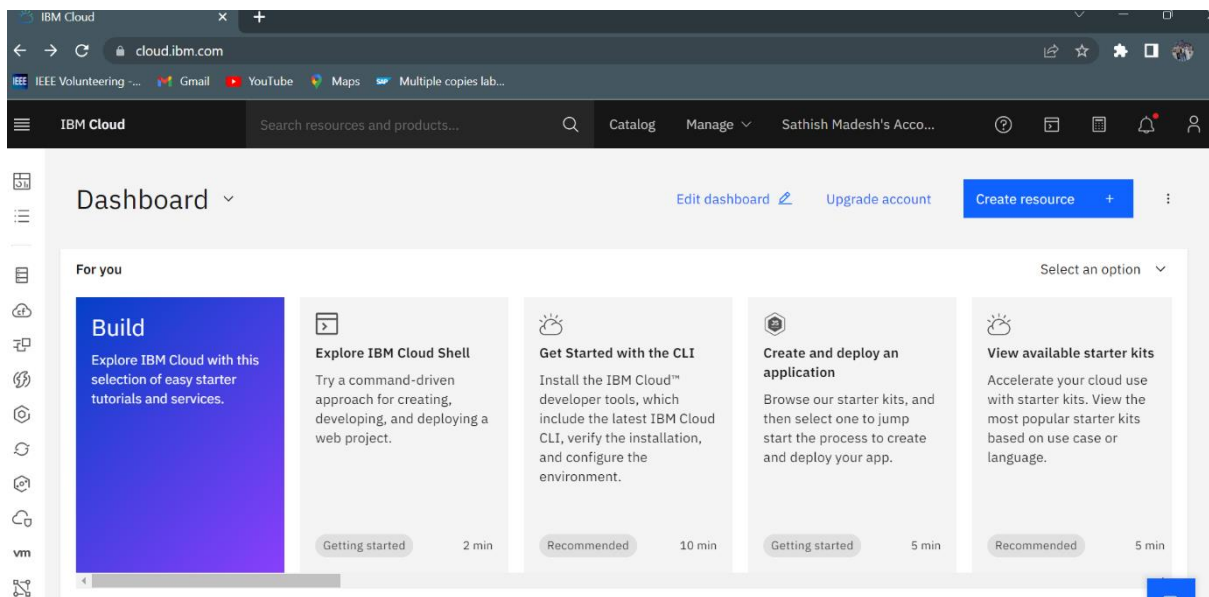 IBM Cloud
cloud.ibm.com
IEEE IEEE Volunteering -... Gmail YouTube Maps SAP Multiple copies lab...
IBM Cloud Search resources and products... Catalog Manage Sathish Madesh's Acco...
Dashboard Edit dashboard Upgrade account Create resource +
For you Select an option
Build
Explore IBM Cloud with this
selection of easy starter
tutorials and services.
Explore IBM Cloud Shell
Try a command-driven
approach for creating,
developing, and deploying a
web project.
Getting started 2 min
Get Started with the CLI
Install the IBM Cloud™
developer tools, which
include the latest IBM Cloud
CLI, verify the installation,
and configure the
environment.
Recommended 10 min
Create and deploy an
application
Browse our starter kits, and
then select one to jump
start the process to create
and deploy your app.
Getting started 5 min
View available starter kits
Accelerate your cloud use
with starter kits. View the
most popular starter kits
based on use case or
language.
Recommended 5 min
cf
vm